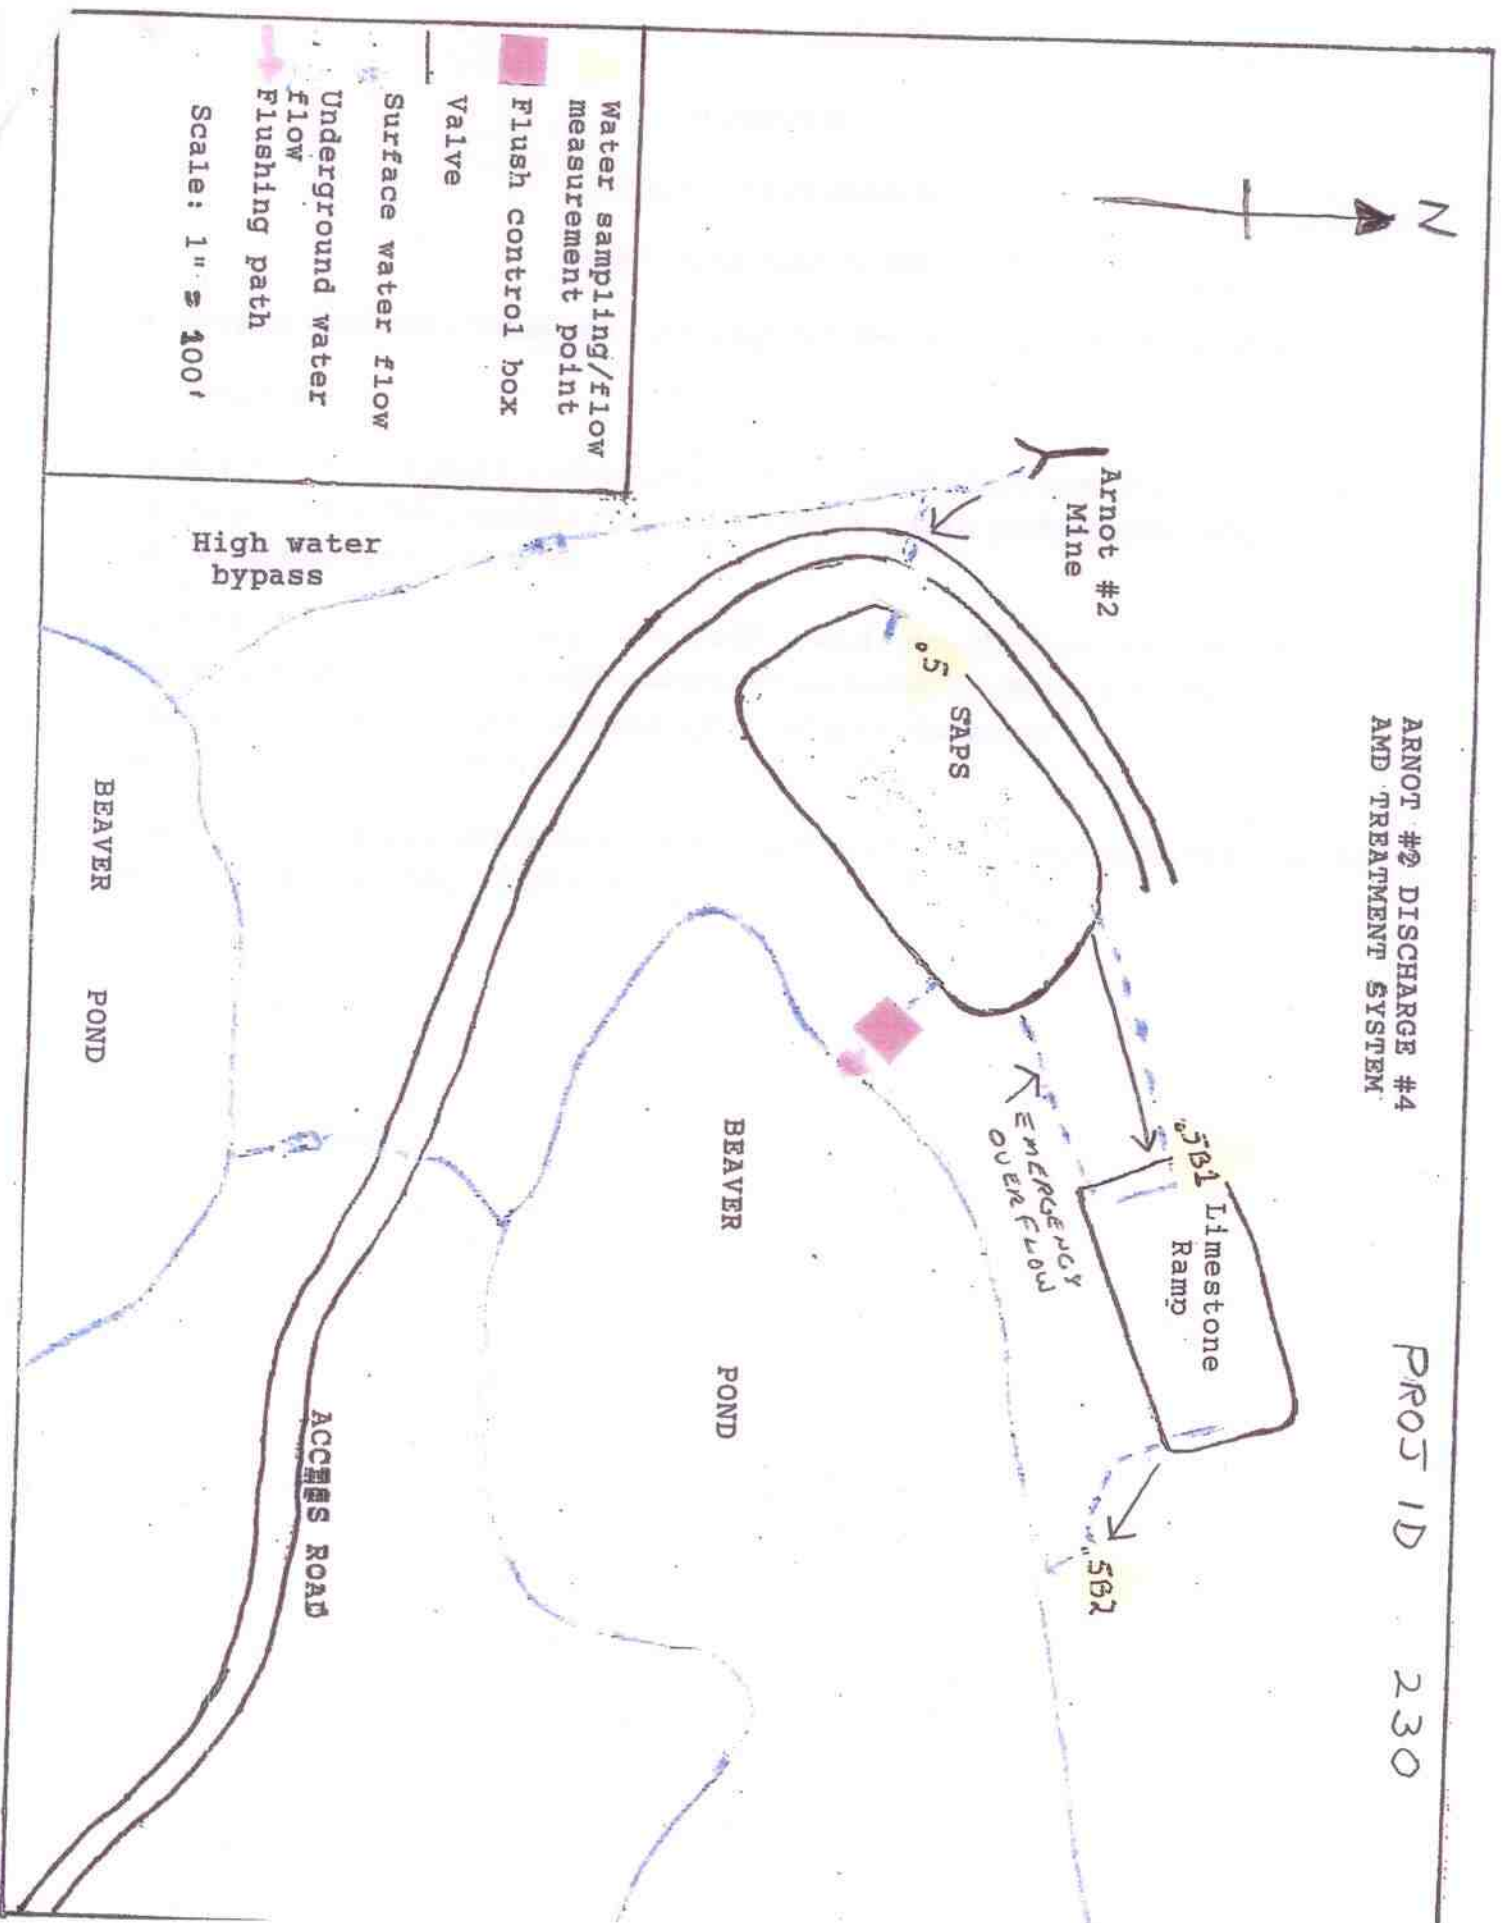 N
PROJ ID 230
ARNOT #2 DISCHARGE #4
AMD TREATMENT SYSTEM
Arnot #2
Mine
.5
SAPS
.5B1
Limestone
Ramp
.5B2
EMERGENCY
OVERFLOW
BEAVER POND
High water
bypass
BEAVER POND
ACCESS ROAD
Water sampling/flow
measurement point
Flush control box
Valve
Surface water flow
Underground water
flow
Flushing path
Scale: 1" = 100'